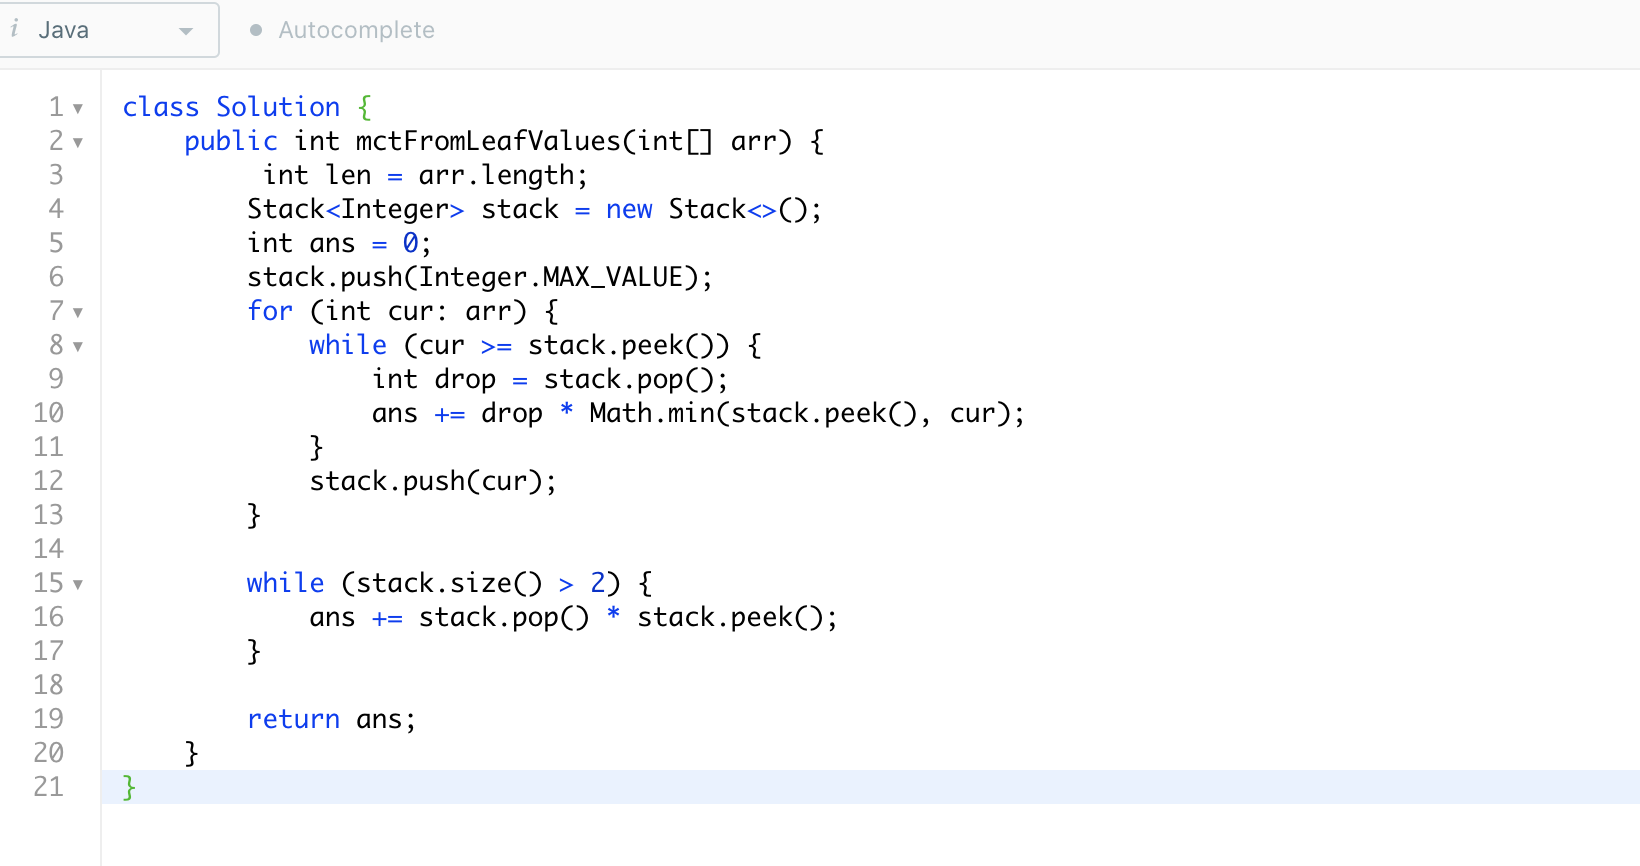 i Java Autocomplete
1 class Solution {
2     public int mctFromLeafValues(int[] arr) {
3          int len = arr.length;
4         Stack<Integer> stack = new Stack<>();
5         int ans = 0;
6         stack.push(Integer.MAX_VALUE);
7         for (int cur: arr) {
8             while (cur >= stack.peek()) {
9                 int drop = stack.pop();
10                 ans += drop * Math.min(stack.peek(), cur);
11             }
12             stack.push(cur);
13         }
14
15         while (stack.size() > 2) {
16             ans += stack.pop() * stack.peek();
17         }
18
19         return ans;
20     }
21 }